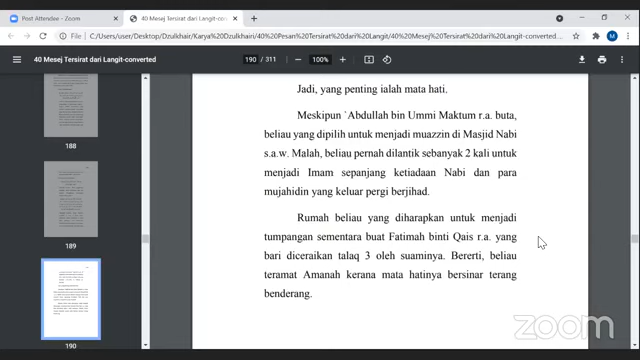 Post Attendee - Zoom
40 Mesej Tersirat dari Langit-con
File
C:/Users/user/Desktop/Dzulkhairi/Karya%20Dzulkhairi/40%20Pesan%20Tersirat%20dari%20Langit/40%20Mesej%20Tersirat%20dari%20Langit-converted...
M
40 Mesej Tersirat dari Langit-converted
190 / 311
100%
188
189
190
Jadi, yang penting ialah mata hati.
Meskipun `Abdullah bin Ummi Maktum r.a. buta,
beliau yang dipilih untuk menjadi muazzin di Masjid Nabi
s.a.w. Malah, beliau pernah dilantik sebanyak 2 kali untuk
menjadi Imam sepanjang ketiadaan Nabi dan para
mujahidin yang keluar pergi berjihad.
Rumah beliau yang diharapkan untuk menjadi
tumpangan sementara buat Fatimah binti Qais r.a. yang
bari diceraikan talaq 3 oleh suaminya. Bererti, beliau
teramat Amanah kerana mata hatinya bersinar terang
benderang.
zoom